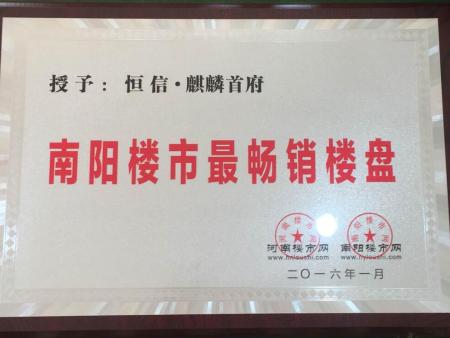 授予：恒信·麒麟首府
南阳楼市最畅销楼盘
河南楼市网 南阳楼市网
www.hnloushi.com www.nyloushi.com
二〇一六年一月